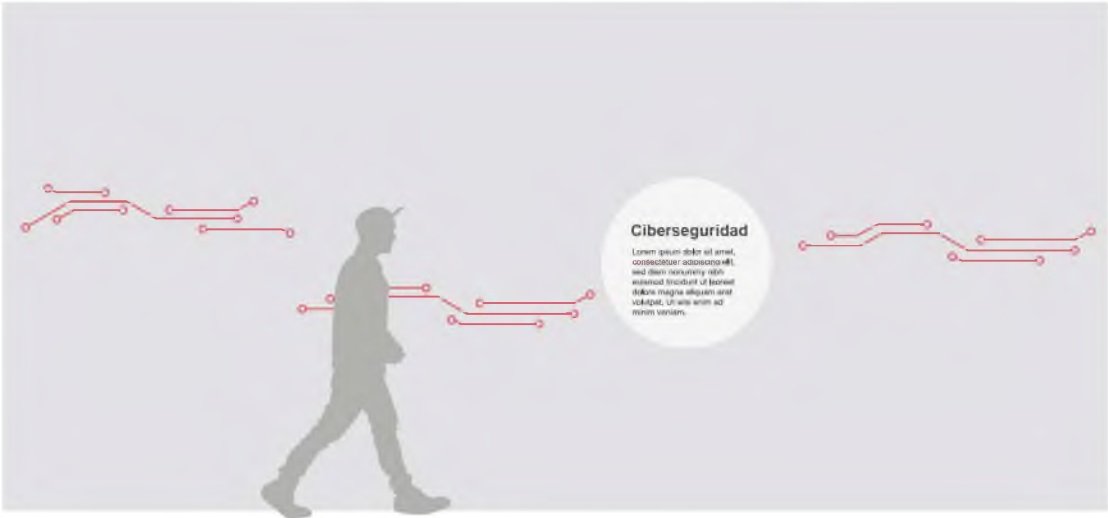 Ciberseguridad
Lorem ipsum dolor sit amet,
consectetuer adipiscing elit,
sed diem nonummy nibh
euismod tincidunt ut laoreet
dolore magna aliquam erat
volutpat. Ut wisi enim ad
minim veniam,